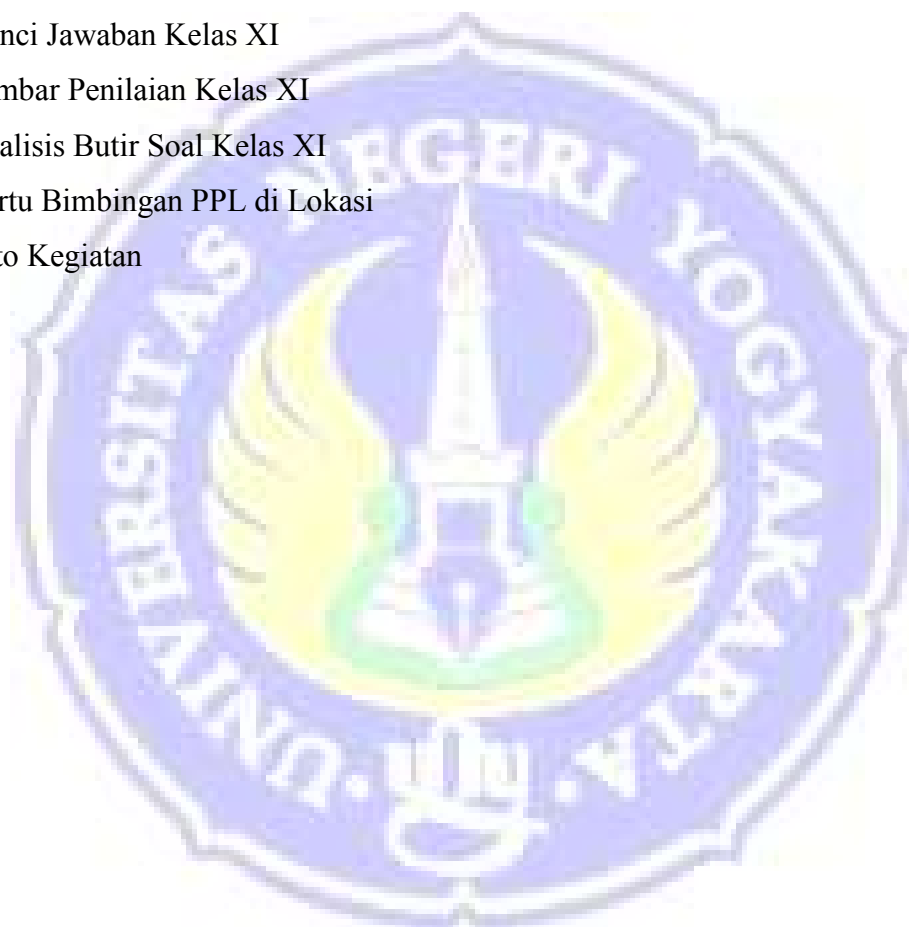 nci Jawaban Kelas XI
mbar Penilaian Kelas XI
alisis Butir Soal Kelas XI
rtu Bimbingan PPL di Lokasi
to Kegiatan
UNIVERSITAS NEGERI YOGYAKARTA